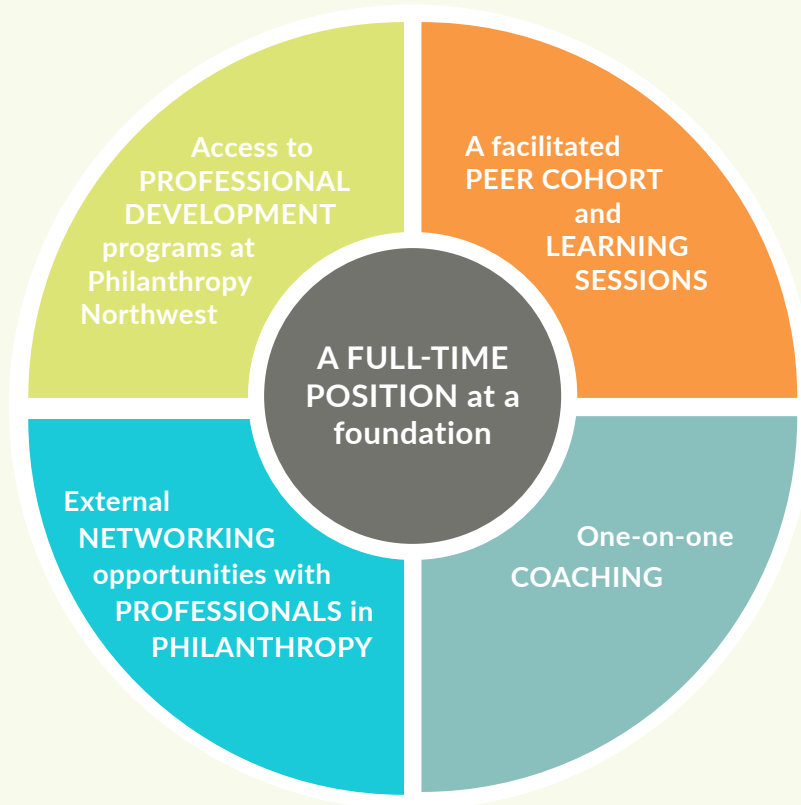 Access to
PROFESSIONAL
DEVELOPMENT
programs at
Philanthropy
Northwest
A facilitated
PEER COHORT
and
LEARNING
SESSIONS
A FULL-TIME
POSITION at a
foundation
External
NETWORKING
opportunities with
PROFESSIONALS in
PHILANTHROPY
One-on-one
COACHING